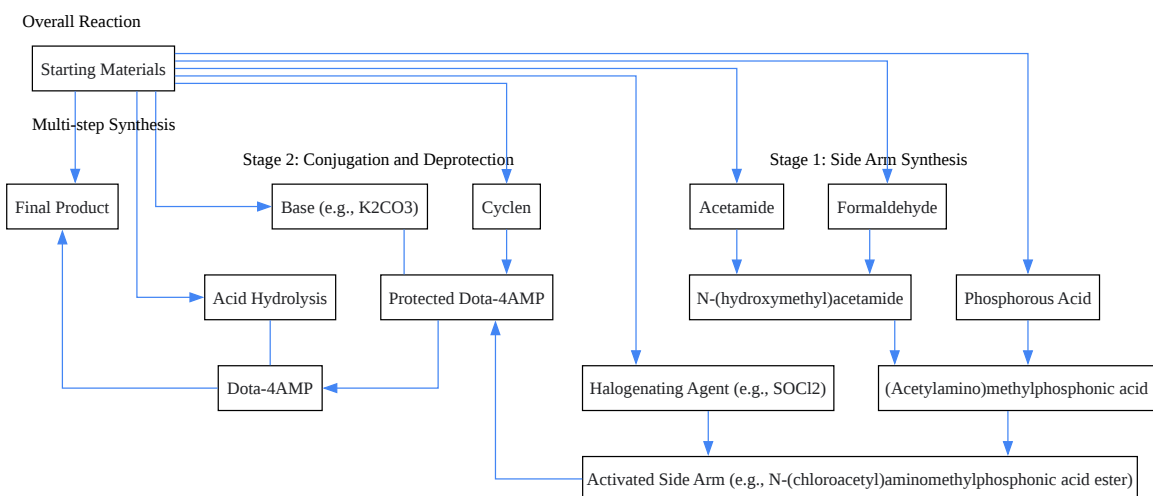 Overall Reaction
Starting Materials
Multi-step Synthesis
Stage 2: Conjugation and Deprotection
Stage 1: Side Arm Synthesis
Final Product
Base (e.g., K2CO3)
Cyclen
Acetamide
Formaldehyde
Acid Hydrolysis
Protected Dota-4AMP
N-(hydroxymethyl)acetamide
Phosphorous Acid
Dota-4AMP
Halogenating Agent (e.g., SOCl2)
(Acetylamino)methylphosphonic acid
Activated Side Arm (e.g., N-(chloroacetyl)aminomethylphosphonic acid ester)